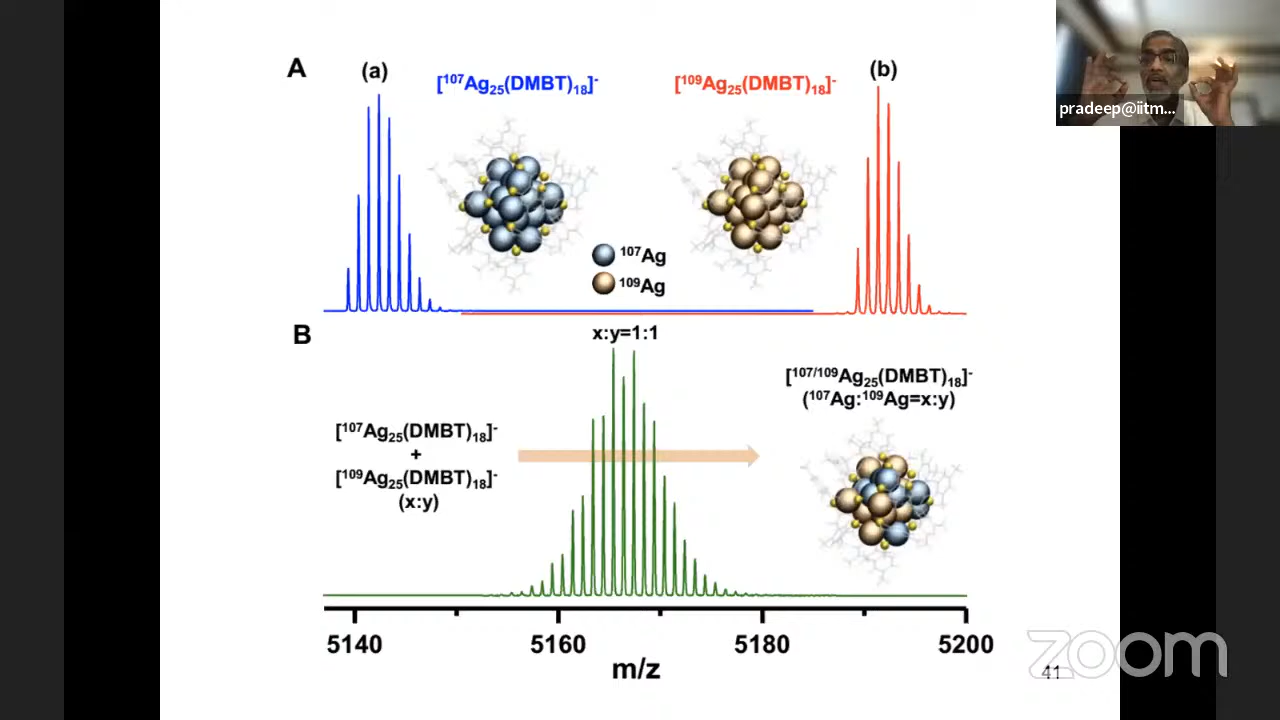 A
(a)
[¹⁰⁷Ag₂₅(DMBT)₁₈]⁻
[¹⁰⁹Ag₂₅(DMBT)₁₈]⁻
(b)
pradeep@iitm...
¹⁰⁷Ag
¹⁰⁹Ag
B
x:y=1:1
[¹⁰⁷Ag₂₅(DMBT)₁₈]⁻
+
[¹⁰⁹Ag₂₅(DMBT)₁₈]⁻
(x:y)
[¹⁰⁷/¹⁰⁹Ag₂₅(DMBT)₁₈]⁻
(¹⁰⁷Ag:¹⁰⁹Ag=x:y)
5140
5160
5180
5200
m/z
zoom
41